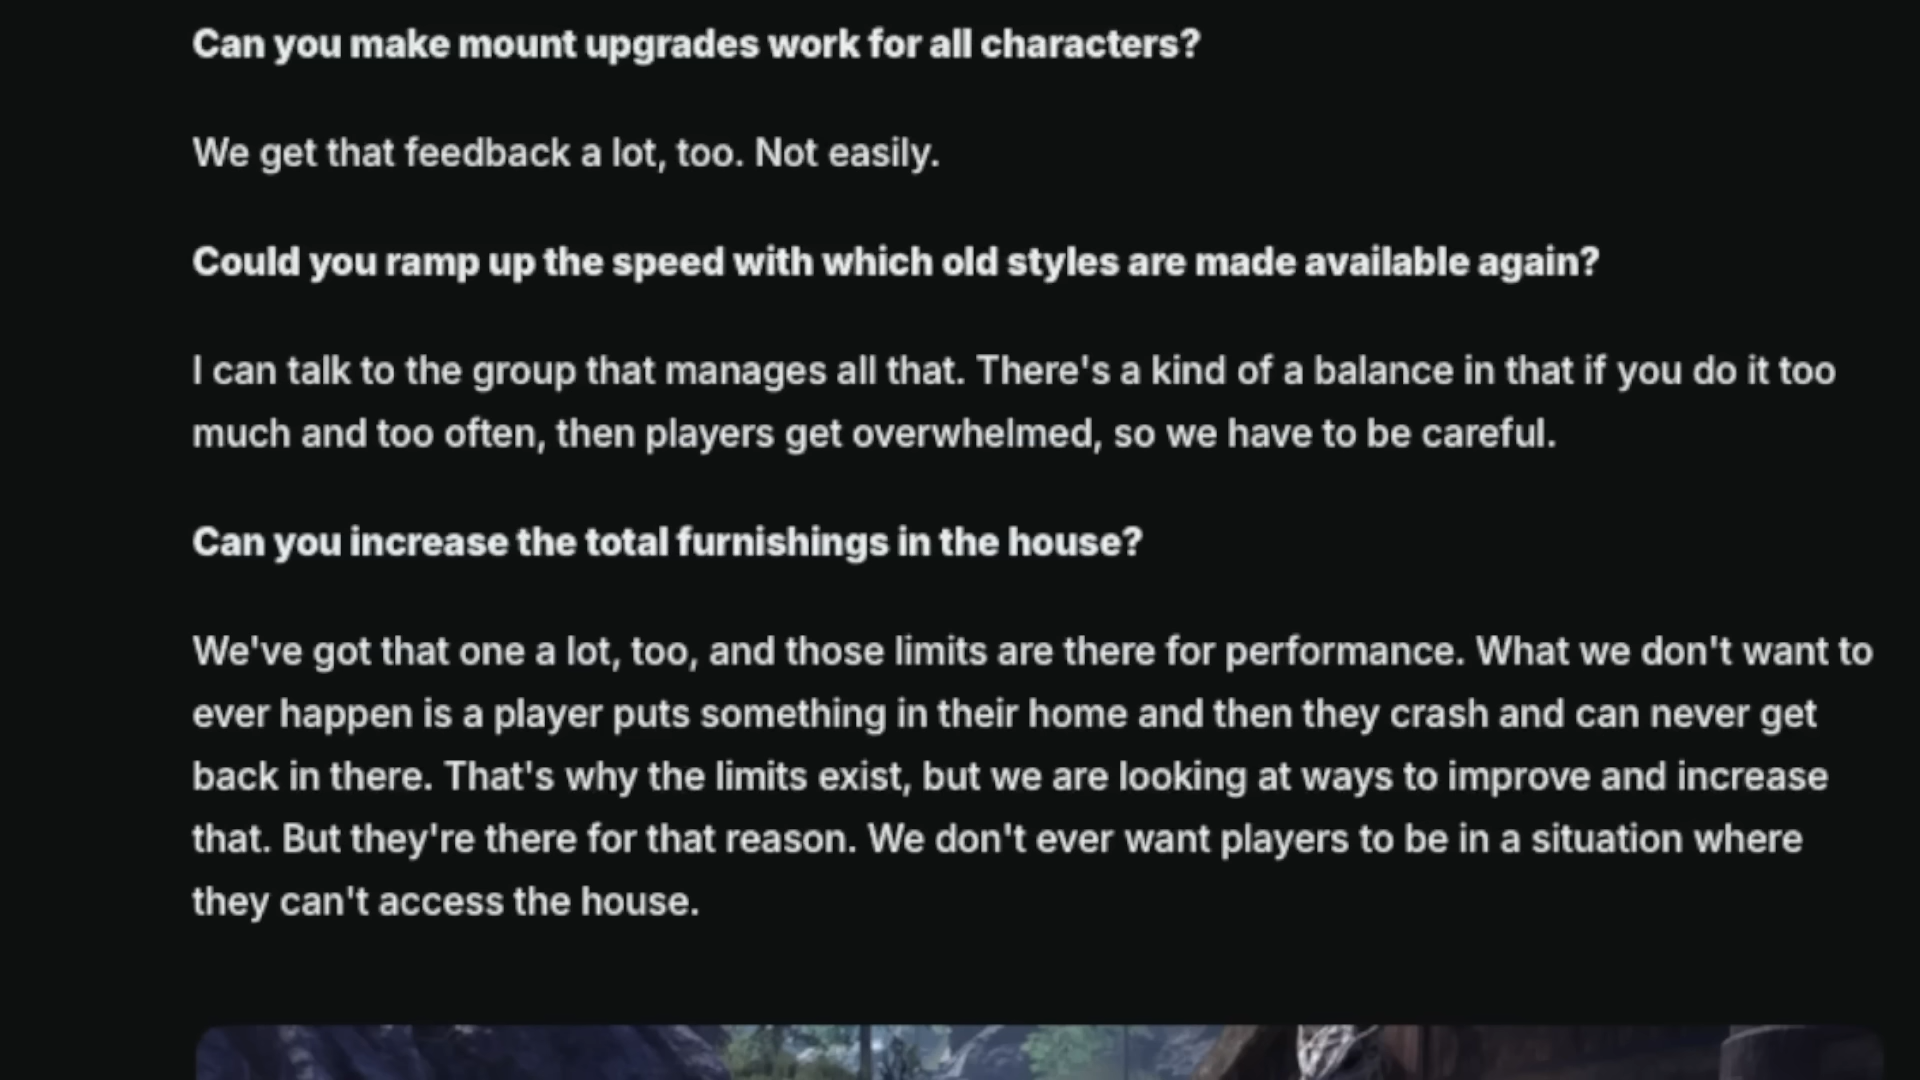 Can you make mount upgrades work for all characters?
We get that feedback a lot, too. Not easily.
Could you ramp up the speed with which old styles are made available again?
I can talk to the group that manages all that. There's a kind of a balance in that if you do it too
much and too often, then players get overwhelmed, so we have to be careful.
Can you increase the total furnishings in the house?
We've got that one a lot, too, and those limits are there for performance. What we don't want to
ever happen is a player puts something in their home and then they crash and can never get
back in there. That's why the limits exist, but we are looking at ways to improve and increase
that. But they're there for that reason. We don't ever want players to be in a situation where
they can't access the house.